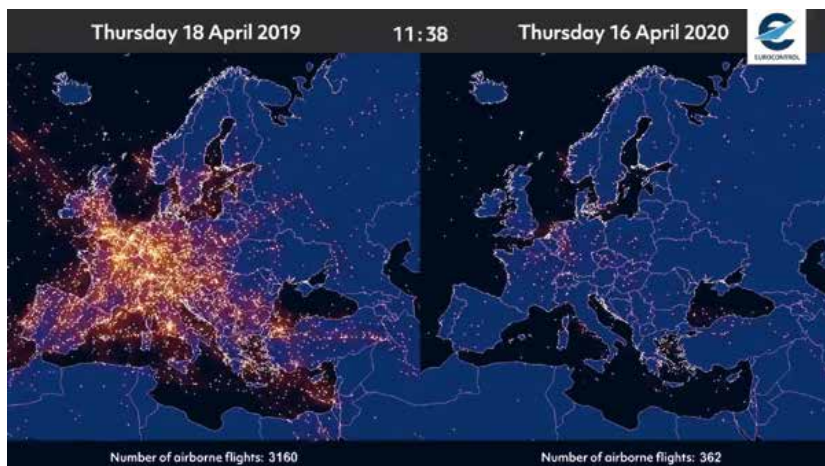 Thursday 18 April 2019
11:38
Thursday 16 April 2020
EUROCONTROL
Number of airborne flights: 3160
Number of airborne flights: 362